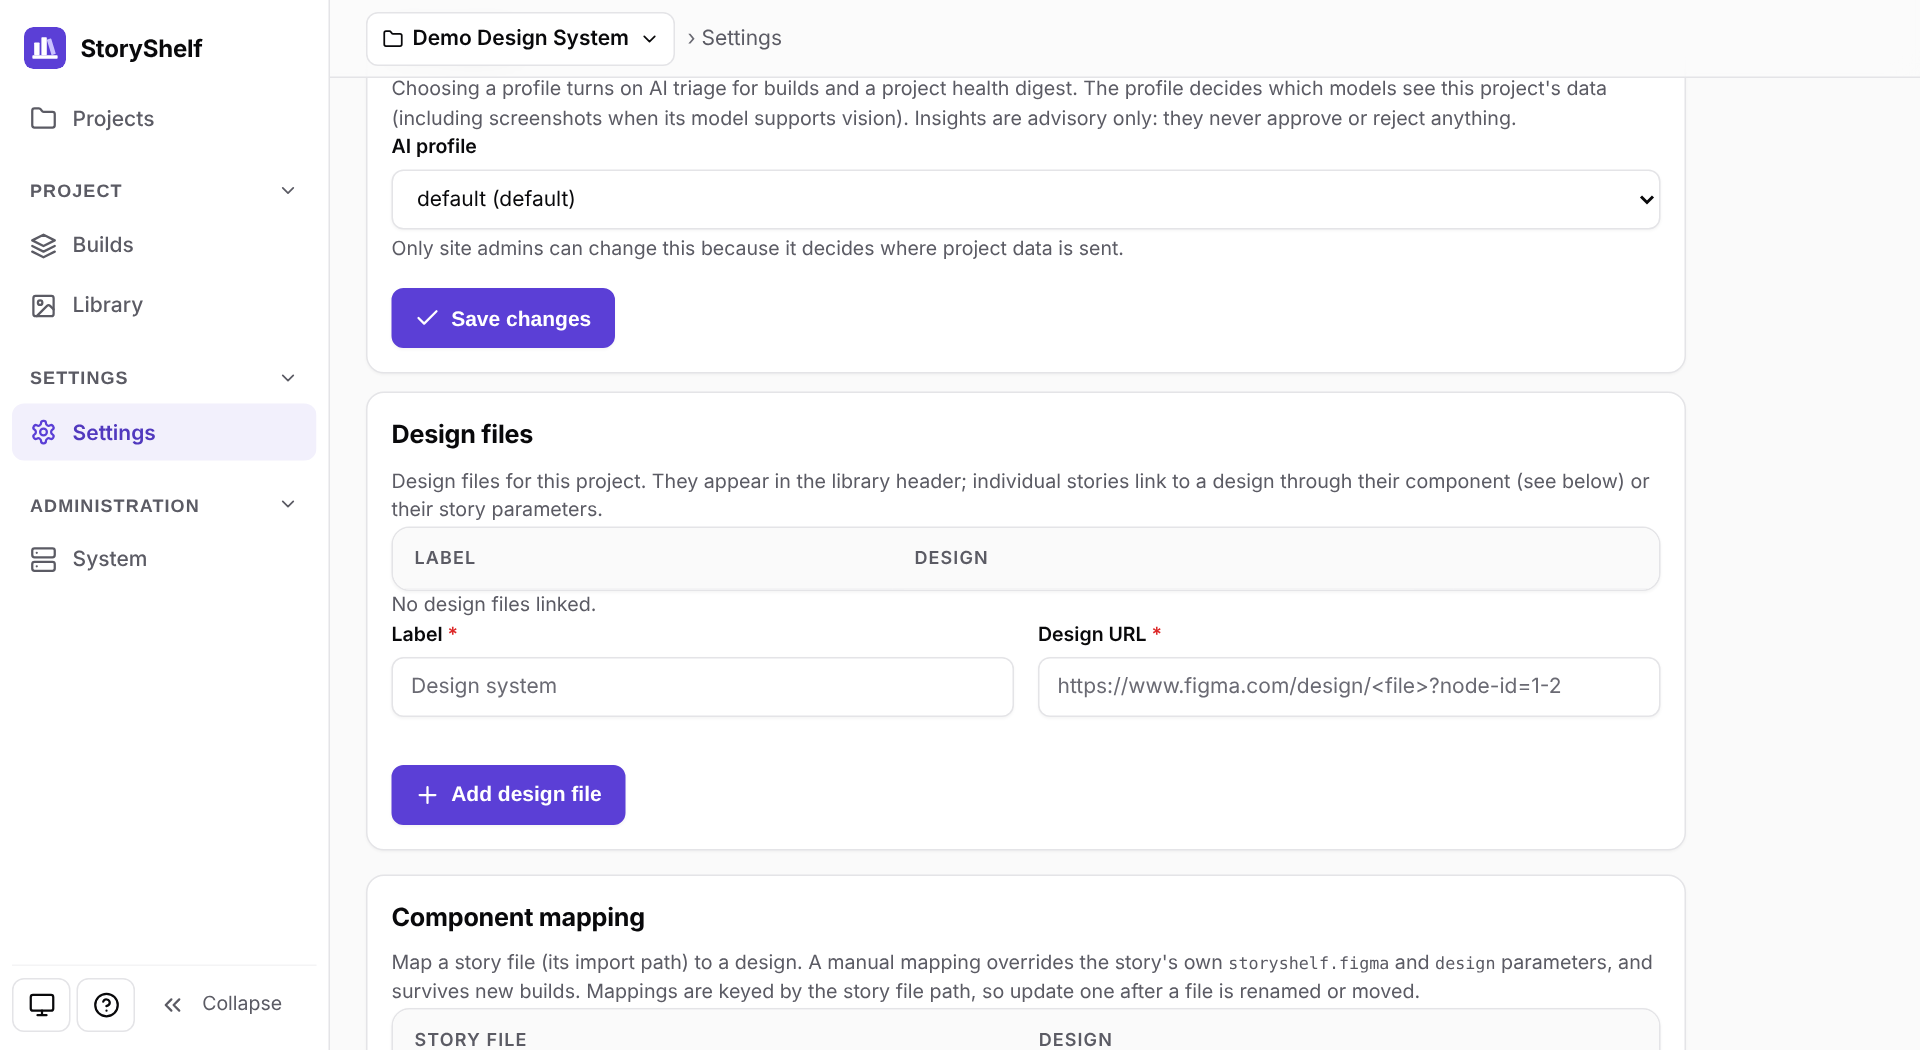 StoryShelf
Demo Design System
› Settings
Projects
PROJECT
Builds
Library
SETTINGS
Settings
ADMINISTRATION
System
Collapse
Choosing a profile turns on AI triage for builds and a project health digest. The profile decides which models see this project's data
(including screenshots when its model supports vision). Insights are advisory only: they never approve or reject anything.
AI profile
default (default)
Only site admins can change this because it decides where project data is sent.
Save changes
Design files
Design files for this project. They appear in the library header; individual stories link to a design through their component (see below) or
their story parameters.
LABEL DESIGN
No design files linked.
Label * Design URL *
Design system https://www.figma.com/design/<file>?node-id=1-2
Add design file
Component mapping
Map a story file (its import path) to a design. A manual mapping overrides the story's own storyshelf.figma and design parameters, and
survives new builds. Mappings are keyed by the story file path, so update one after a file is renamed or moved.
STORY FILE DESIGN